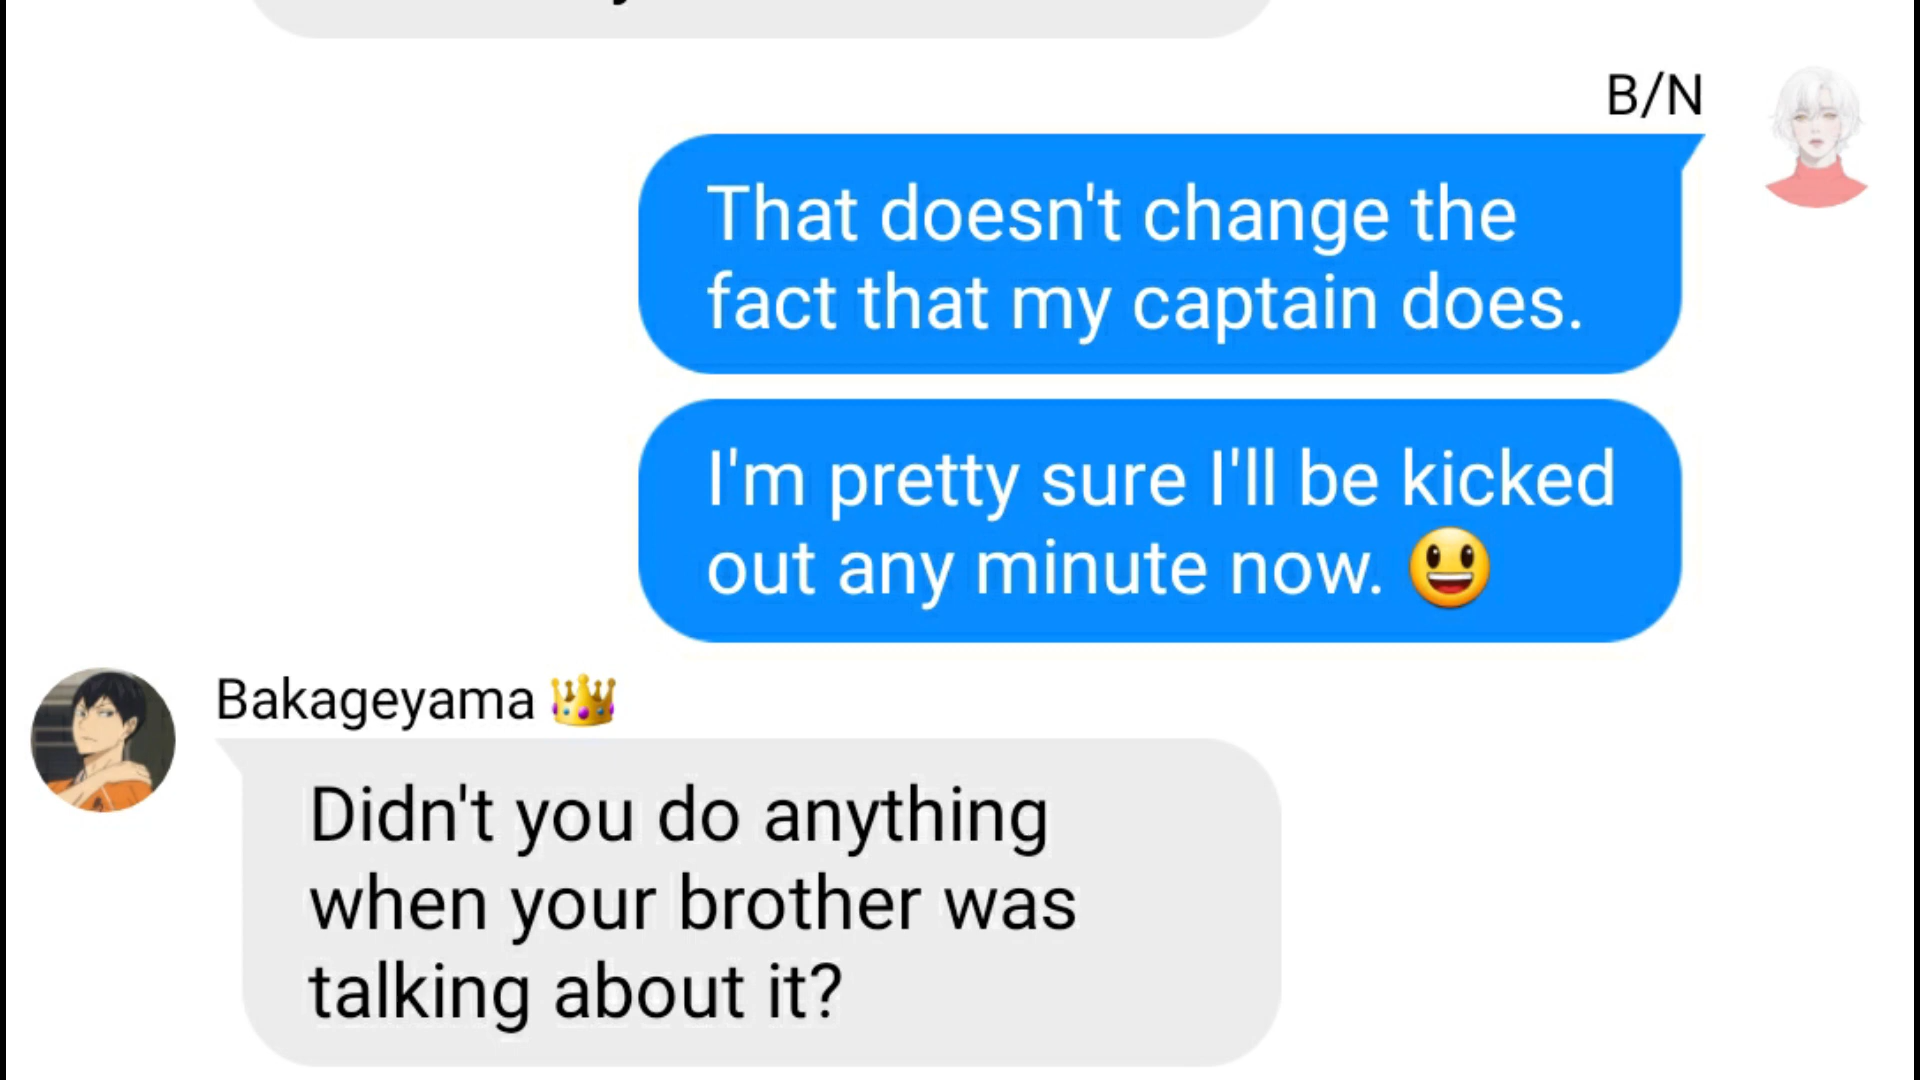 B/N
That doesn't change the
fact that my captain does.
I'm pretty sure I'll be kicked
out any minute now. 😃
Bakageyama 👑
Didn't you do anything
when your brother was
talking about it?